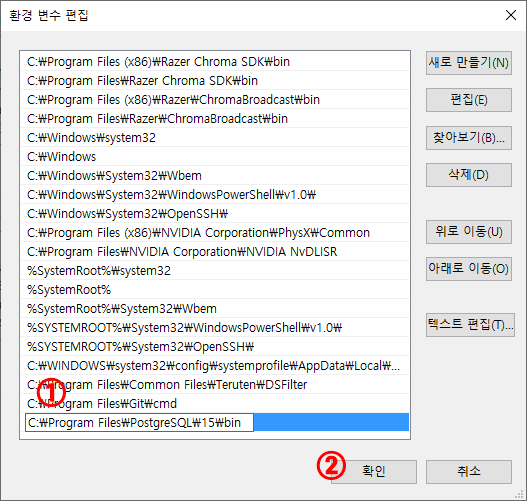 환경 변수 편집
C:₩Program Files (x86)₩Razer Chroma SDK₩bin
C:₩Program Files₩Razer Chroma SDK₩bin
C:₩Program Files (x86)₩Razer₩ChromaBroadcast₩bin
C:₩Program Files₩Razer₩ChromaBroadcast₩bin
C:₩Windows₩system32
C:₩Windows
C:₩Windows₩System32₩Wbem
C:₩Windows₩System32₩WindowsPowerShell₩v1.0₩
C:₩Windows₩System32₩OpenSSH₩
C:₩Program Files (x86)₩NVIDIA Corporation₩PhysX₩Common
C:₩Program Files₩NVIDIA Corporation₩NVIDIA NvDLISR
%SystemRoot%₩system32
%SystemRoot%
%SystemRoot%₩System32₩Wbem
%SYSTEMROOT%₩System32₩WindowsPowerShell₩v1.0₩
%SYSTEMROOT%₩System32₩OpenSSH₩
C:₩WINDOWS₩system32₩config₩systemprofile₩AppData₩Local₩...
C:₩Program Files₩Common Files₩Teruten₩DSFilter
①
C:₩Program Files₩Git₩cmd
C:₩Program Files₩PostgreSQL₩15₩bin
새로 만들기(N)
편집(E)
찾아보기(B)...
삭제(D)
위로 이동(U)
아래로 이동(O)
텍스트 편집(T)...
②
확인
취소